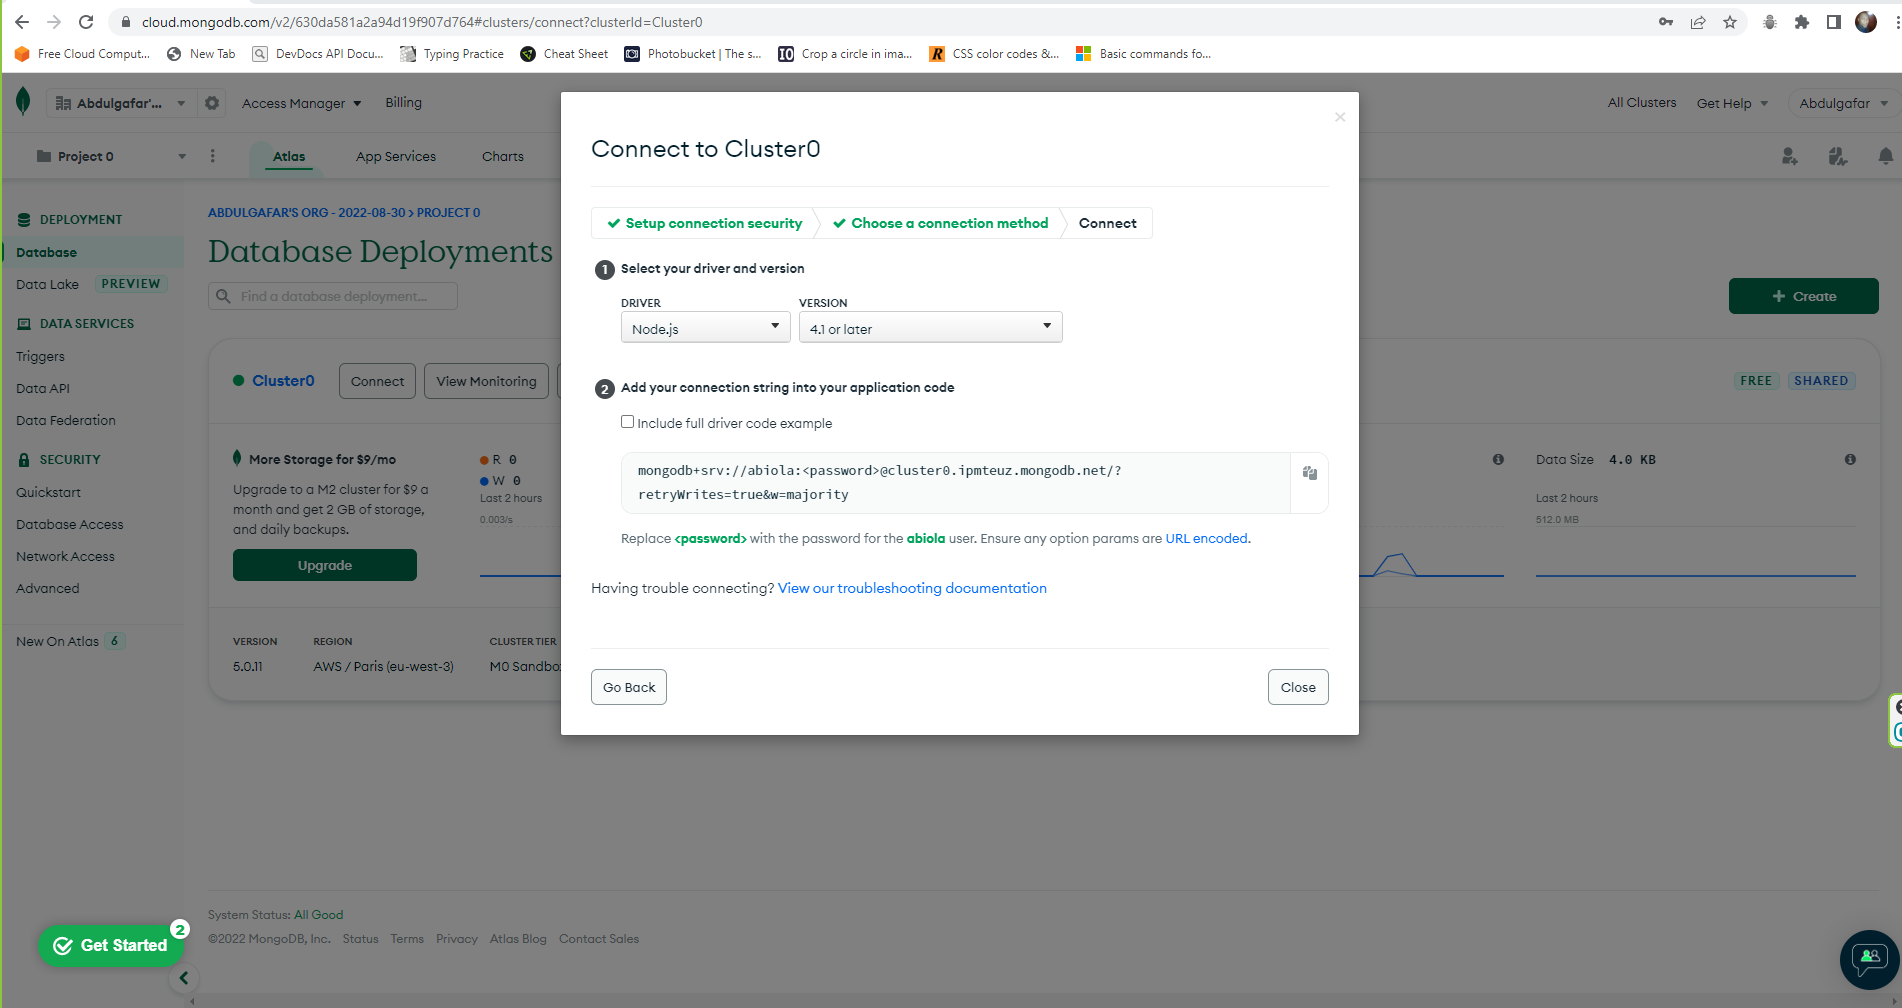 cloud.mongodb.com/v2/630da581a2a94d19f907d764#clusters/connect?clusterId=Cluster0
Free Cloud Comput... New Tab DevDocs API Docu... Typing Practice Cheat Sheet Photobucket | The s... Crop a circle in ima... CSS color codes &... Basic commands fo...
Abdulgafar'... Access Manager Billing All Clusters Get Help Abdulgafar
Project 0 Atlas App Services Charts
DEPLOYMENT
Database
Data Lake PREVIEW
DATA SERVICES
Triggers
Data API
Data Federation
SECURITY
Quickstart
Database Access
Network Access
Advanced
New On Atlas 6
ABDULGAFAR'S ORG - 2022-08-30 > PROJECT 0
Database Deployments
Find a database deployment...
+ Create
Cluster0 Connect View Monitoring
FREE SHARED
More Storage for $9/mo
Upgrade to a M2 cluster for $9 a
month and get 2 GB of storage,
and daily backups.
Upgrade
R 0
W 0
Last 2 hours
0.003/s
Data Size 4.0 KB
Last 2 hours
512.0 MB
VERSION REGION CLUSTER TIER
5.0.11 AWS / Paris (eu-west-3) M0 Sandbo
Connect to Cluster0
Setup connection security Choose a connection method Connect
1 Select your driver and version
DRIVER VERSION
Node.js 4.1 or later
2 Add your connection string into your application code
Include full driver code example
mongodb+srv://abiola:<password>@cluster0.ipmteuz.mongodb.net/?
retryWrites=true&w=majority
Replace <password> with the password for the abiola user. Ensure any option params are URL encoded.
Having trouble connecting? View our troubleshooting documentation
Go Back Close
System Status: All Good
©2022 MongoDB, Inc. Status Terms Privacy Atlas Blog Contact Sales
Get Started 2